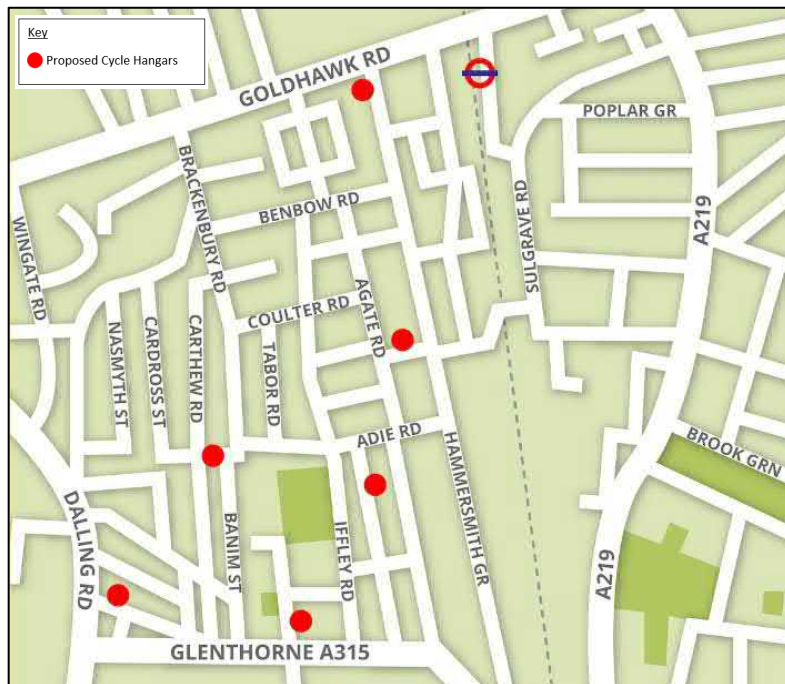 Key
Proposed Cycle Hangars
GOLDHAWK RD
POPLAR GR
BRACKENBURY RD
BENBOW RD
WINGATE RD
SULGRAVE RD
A219
AGATE RD
COULTER RD
NASMYTH ST
CARDROSS ST
CARTHEW RD
TABOR RD
ADIE RD
HAMMERSMITH GR
BROOK GRN
DALLING RD
BANIM ST
IFFLEY RD
A219
GLENTHORNE A315